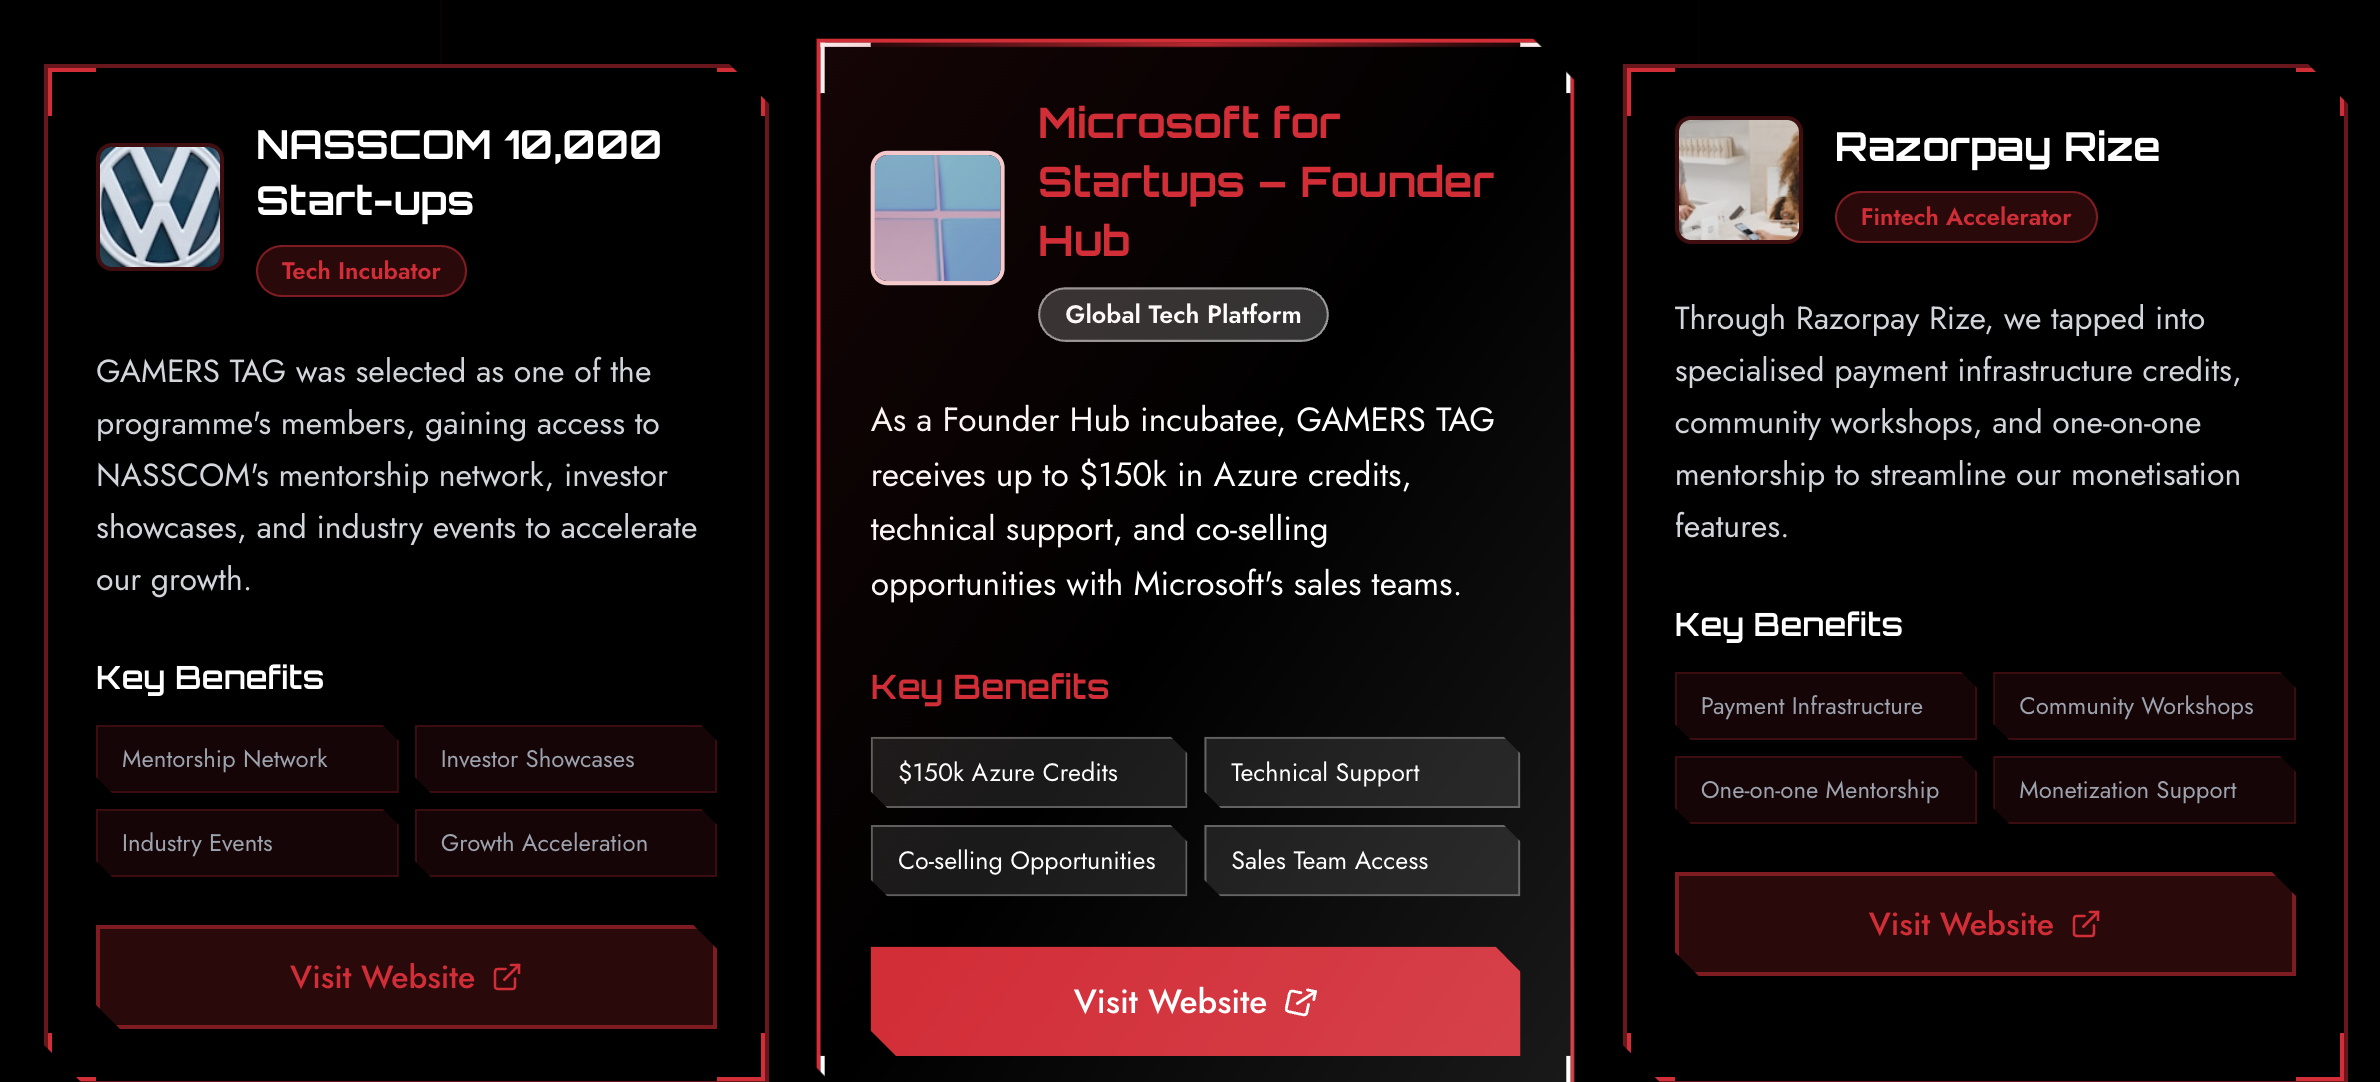 NASSCOM 10,000
Start-ups
Tech Incubator
GAMERS TAG was selected as one of the
programme's members, gaining access to
NASSCOM's mentorship network, investor
showcases, and industry events to accelerate
our growth.
Key Benefits
Mentorship Network
Investor Showcases
Industry Events
Growth Acceleration
Visit Website
Microsoft for
Startups – Founder
Hub
Global Tech Platform
As a Founder Hub incubatee, GAMERS TAG
receives up to $150k in Azure credits,
technical support, and co-selling
opportunities with Microsoft's sales teams.
Key Benefits
$150k Azure Credits
Technical Support
Co-selling Opportunities
Sales Team Access
Visit Website
Razorpay Rize
Fintech Accelerator
Through Razorpay Rize, we tapped into
specialised payment infrastructure credits,
community workshops, and one-on-one
mentorship to streamline our monetisation
features.
Key Benefits
Payment Infrastructure
Community Workshops
One-on-one Mentorship
Monetization Support
Visit Website